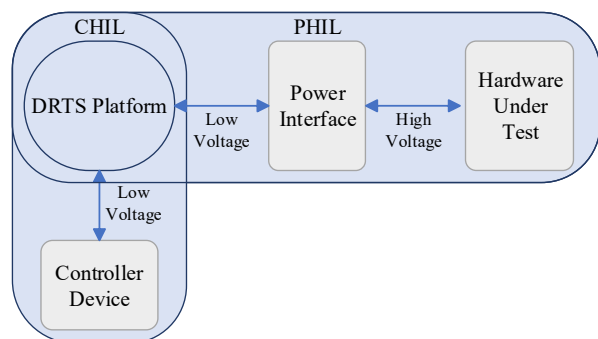 CHIL
PHIL
DRTS Platform
Low
Voltage
Power
Interface
High
Voltage
Hardware
Under
Test
Low
Voltage
Controller
Device